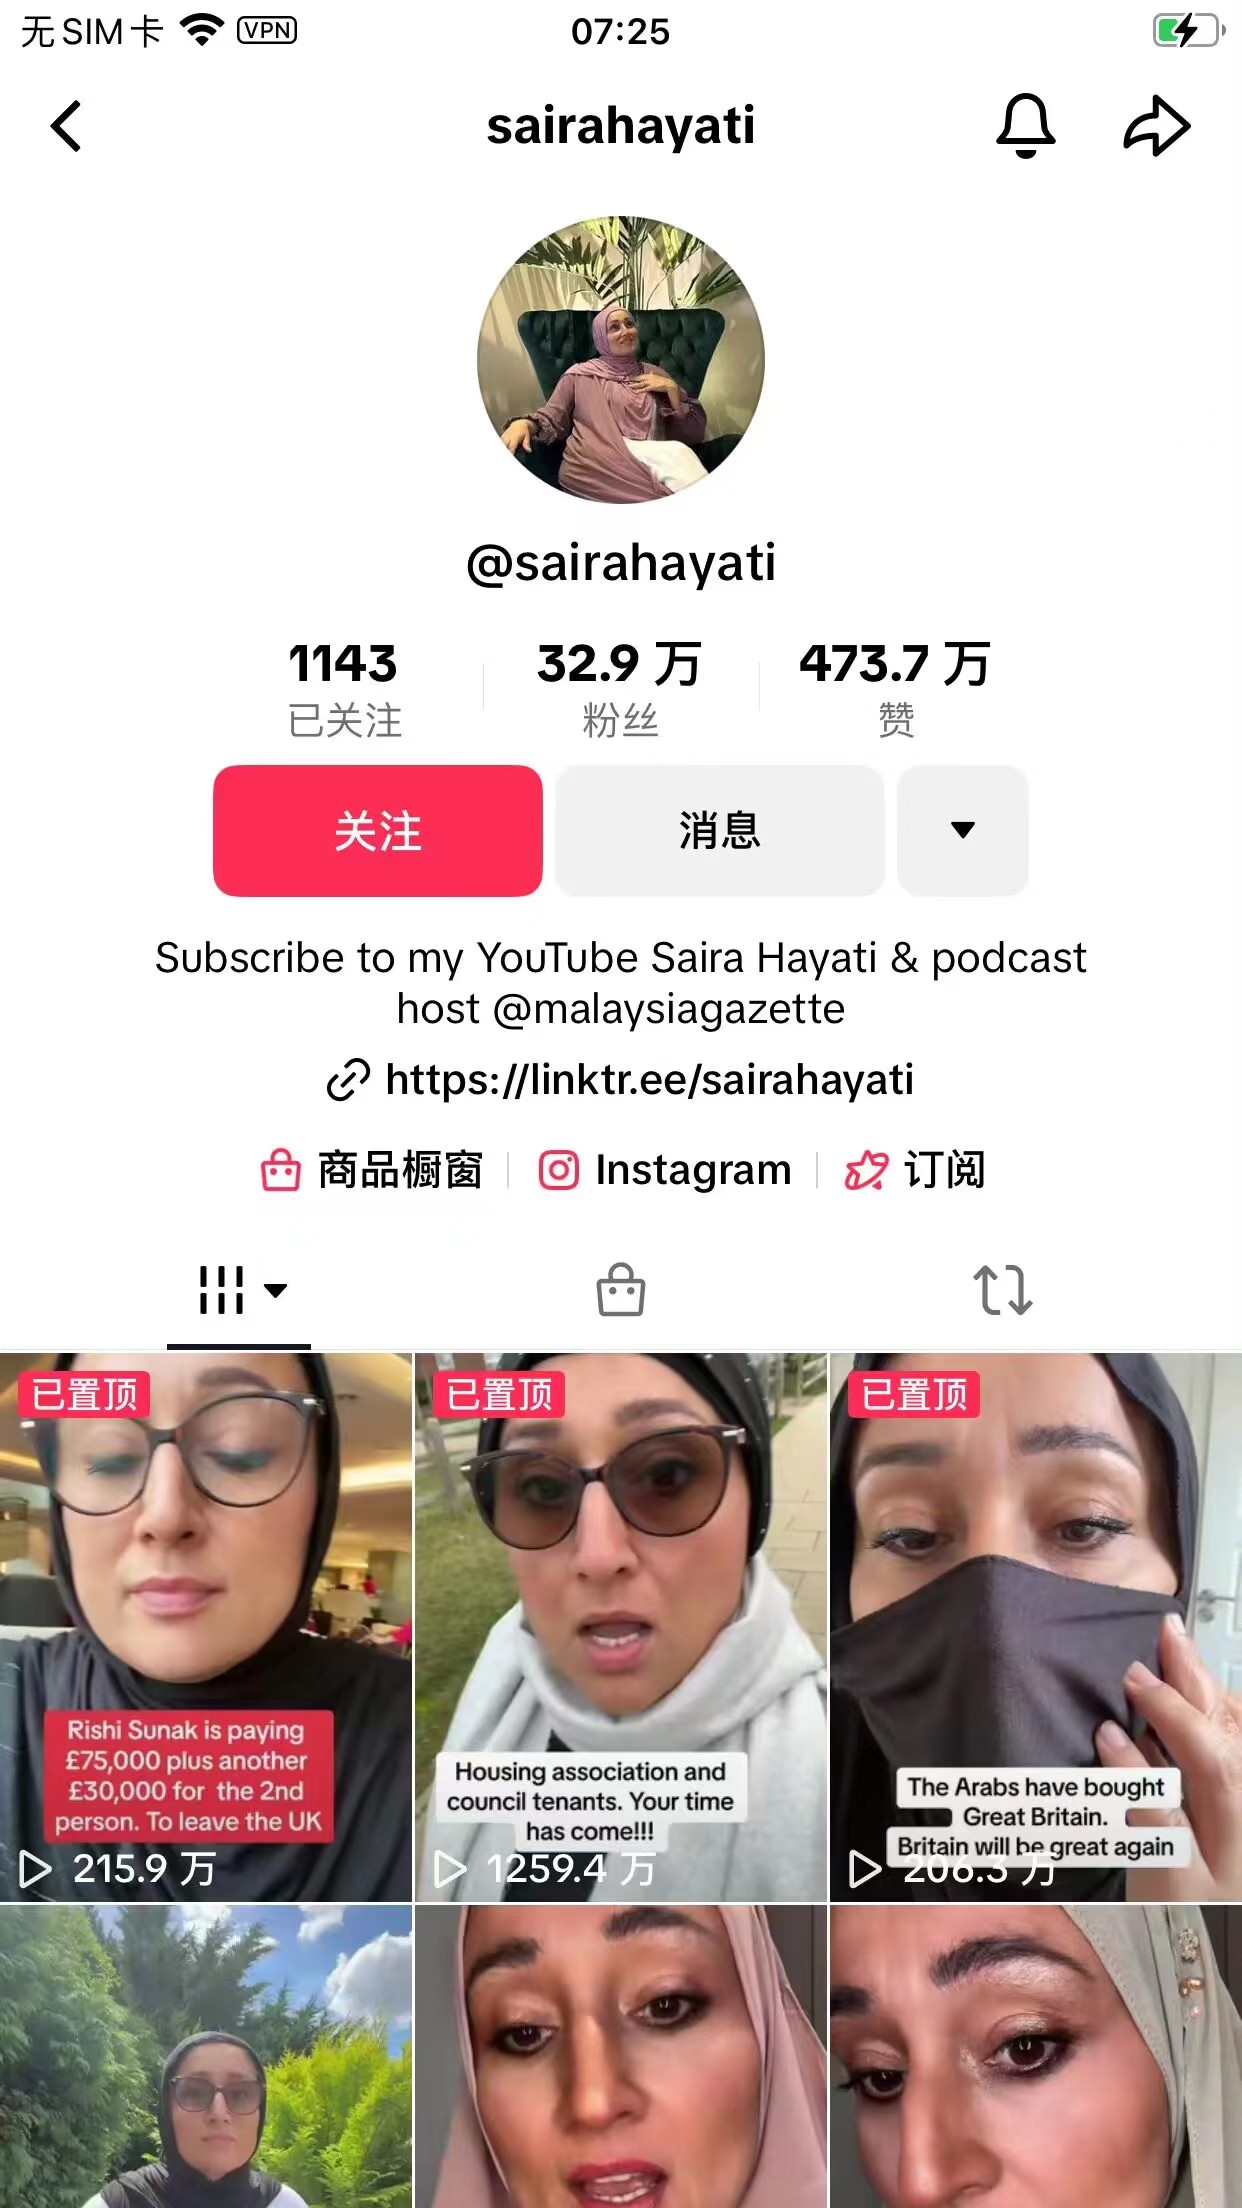 无 SIM 卡 VPN 07:25
sairahayati
@sairahayati
1143 32.9 万 473.7 万
已关注 粉丝 赞
关注 消息
Subscribe to my YouTube Saira Hayati & podcast
host @malaysiagazette
https://linktr.ee/sairahayati
商品橱窗 Instagram 订阅
已置顶
Rishi Sunak is paying
£75,000 plus another
£30,000 for the 2nd
person. To leave the UK
215.9 万
已置顶
Housing association and
council tenants. Your time
has come!!!
1259.4 万
已置顶
The Arabs have bought
Great Britain.
Britain will be great again
206.3 万